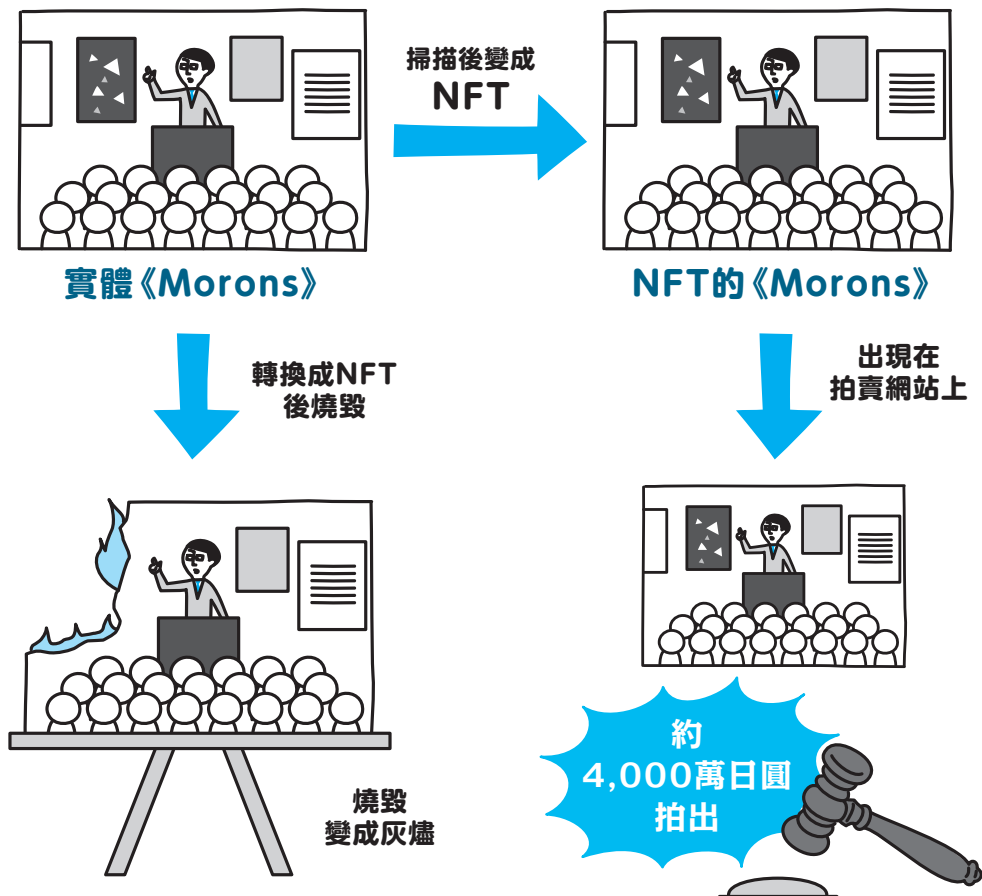 掃描後變成
NFT
實體《Morons》
NFT的《Morons》
轉換成NFT
後燒毀
出現在
拍賣網站上
燒毀
變成灰燼
約
4,000萬日圓
拍出